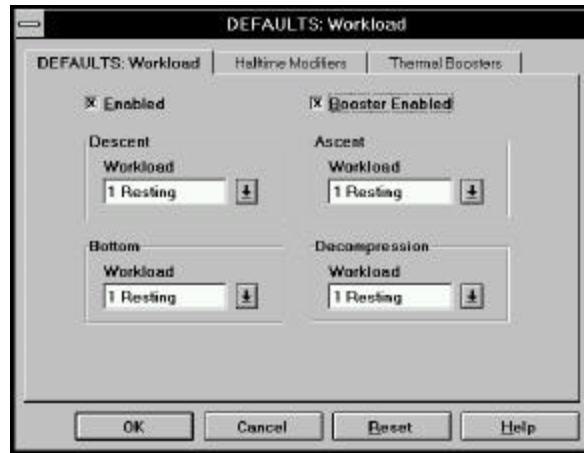 DEFAULTS: Workload
DEFAULTS: Workload
Halftime Modifiers
Thermal Boosters
Enabled
Booster Enabled
Descent
Workload
1 Resting
Ascent
Workload
1 Resting
Bottom
Workload
1 Resting
Decompression
Workload
1 Resting
OK
Cancel
Reset
Help